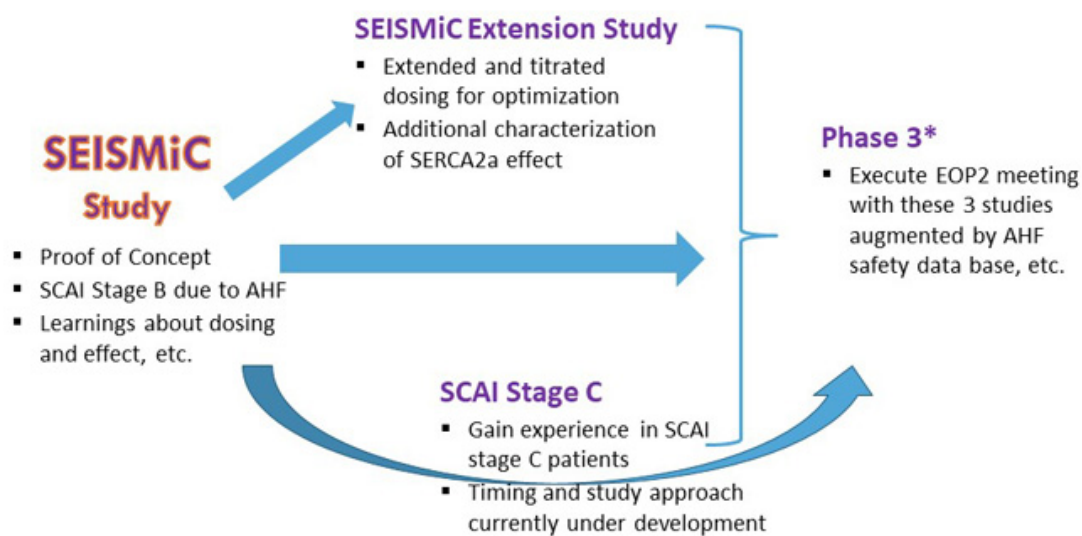 SEISMiC
Study
▪ Proof of Concept
▪ SCAI Stage B due to AHF
▪ Learnings about dosing
and effect, etc.
SEISMiC Extension Study
▪ Extended and titrated
dosing for optimization
▪ Additional characterization
of SERCA2a effect
SCAI Stage C
▪ Gain experience in SCAI
stage C patients
▪ Timing and study approach
currently under development
Phase 3*
▪ Execute EOP2 meeting
with these 3 studies
augmented by AHF
safety data base, etc.